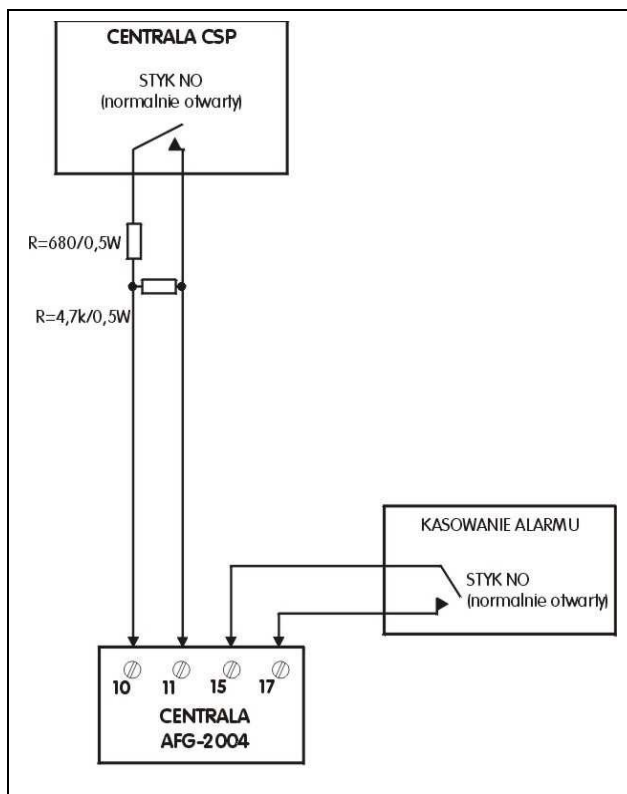 CENTRALA CSP
STYK NO
(normalnie otwarty)
R=680/0,5W
R=4,7k/0,5W
KASOWANIE ALARMU
STYK NO
(normalnie otwarty)
10 11 15 17
CENTRALA
AFG-2004